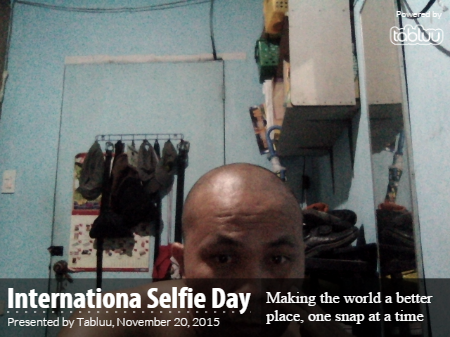 Powered by
tabluu
Internationa Selfie Day
Presented by Tabluu, November 20, 2015
Making the world a better
place, one snap at a time